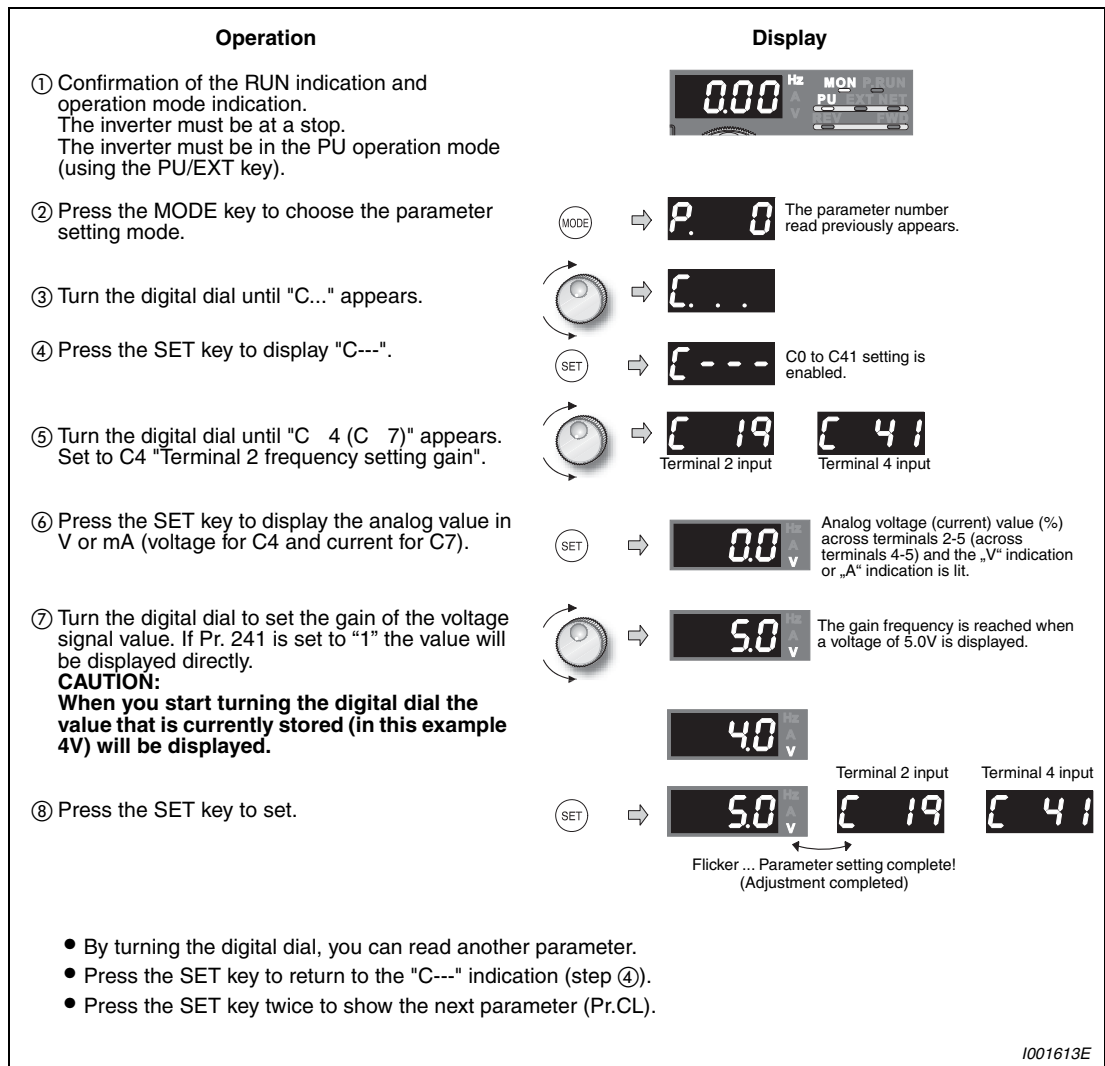 Operation
Display
① Confirmation of the RUN indication and
operation mode indication.
The inverter must be at a stop.
The inverter must be in the PU operation mode
(using the PU/EXT key).
0.00 Hz A V MON P.RUN
PU EXT NET
REV FWD
② Press the MODE key to choose the parameter
setting mode.
MODE
P. 0
The parameter number
read previously appears.
③ Turn the digital dial until "C..." appears.
C. . .
④ Press the SET key to display "C---".
SET
C - - -
C0 to C41 setting is
enabled.
⑤ Turn the digital dial until "C 4 (C 7)" appears.
Set to C4 "Terminal 2 frequency setting gain".
C 19
C 41
Terminal 2 input
Terminal 4 input
⑥ Press the SET key to display the analog value in
V or mA (voltage for C4 and current for C7).
SET
0.0 Hz A V
Analog voltage (current) value (%)
across terminals 2-5 (across
terminals 4-5) and the „V“ indication
or „A“ indication is lit.
⑦ Turn the digital dial to set the gain of the voltage
signal value. If Pr. 241 is set to “1” the value will
be displayed directly.
CAUTION:
When you start turning the digital dial the
value that is currently stored (in this example
4V) will be displayed.
5.0 Hz A V
The gain frequency is reached when
a voltage of 5.0V is displayed.
4.0 Hz A V
Terminal 2 input
Terminal 4 input
⑧ Press the SET key to set.
SET
5.0 Hz A V
C 19
C 41
Flicker ... Parameter setting complete!
(Adjustment completed)
● By turning the digital dial, you can read another parameter.
● Press the SET key to return to the "C---" indication (step ④).
● Press the SET key twice to show the next parameter (Pr.CL).
I001613E